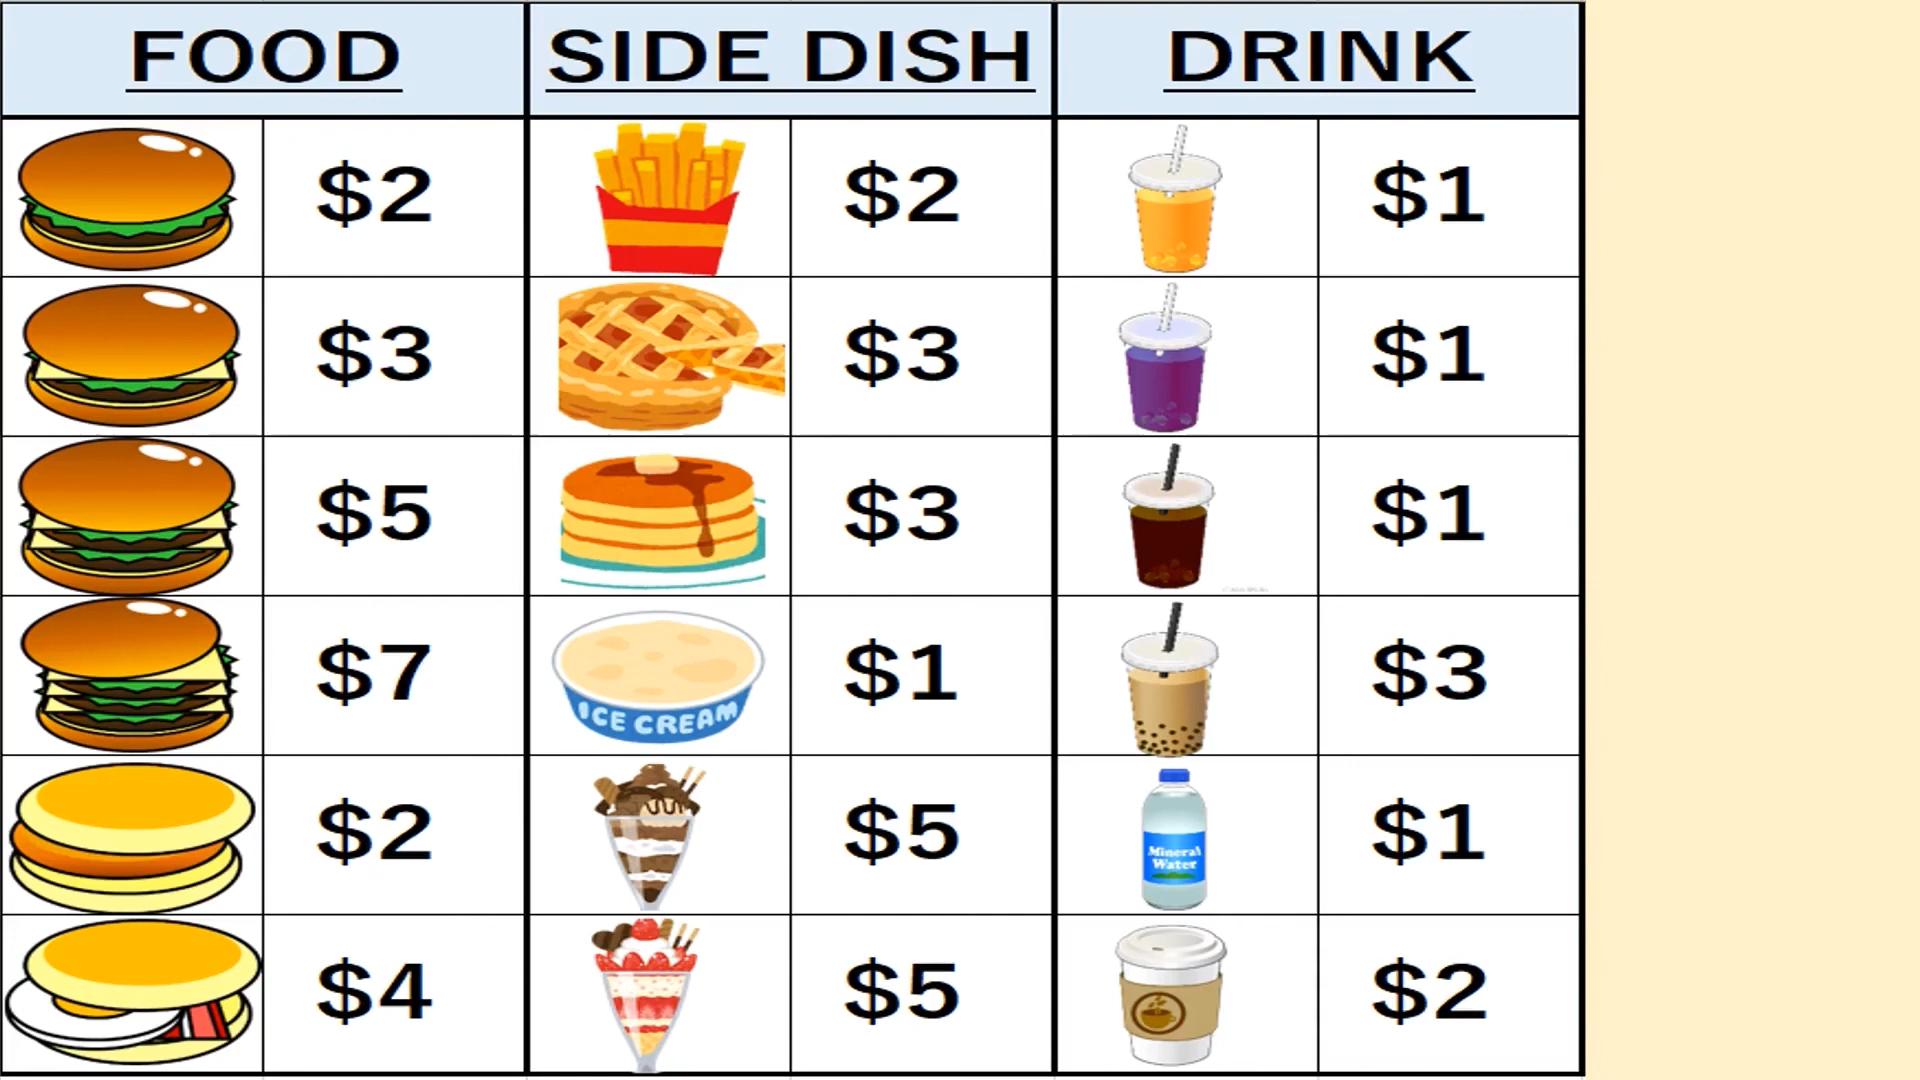 FOOD SIDE DISH DRINK
$2 $2 $1
$3 $3 $1
$5 $3 $1
$7 $1 $3
ICE CREAM
$2 $5 $1
Mineral
Water
$4 $5 $2